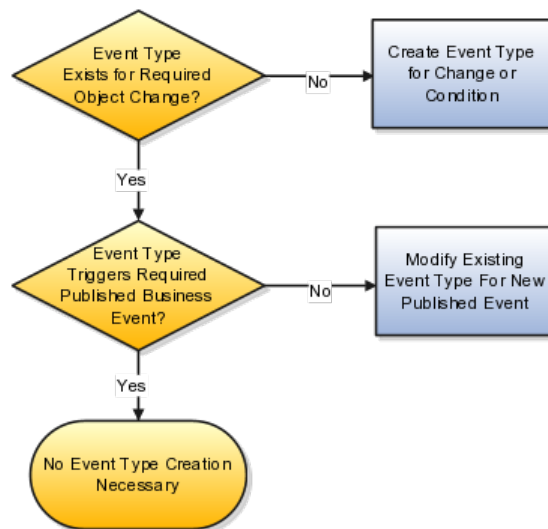 Event Type
Exists for Required
Object Change?
No
Create Event Type
for Change or
Condition
Yes
Event Type
Triggers Required
Published Business
Event?
No
Modify Existing
Event Type For New
Published Event
Yes
No Event Type Creation
Necessary